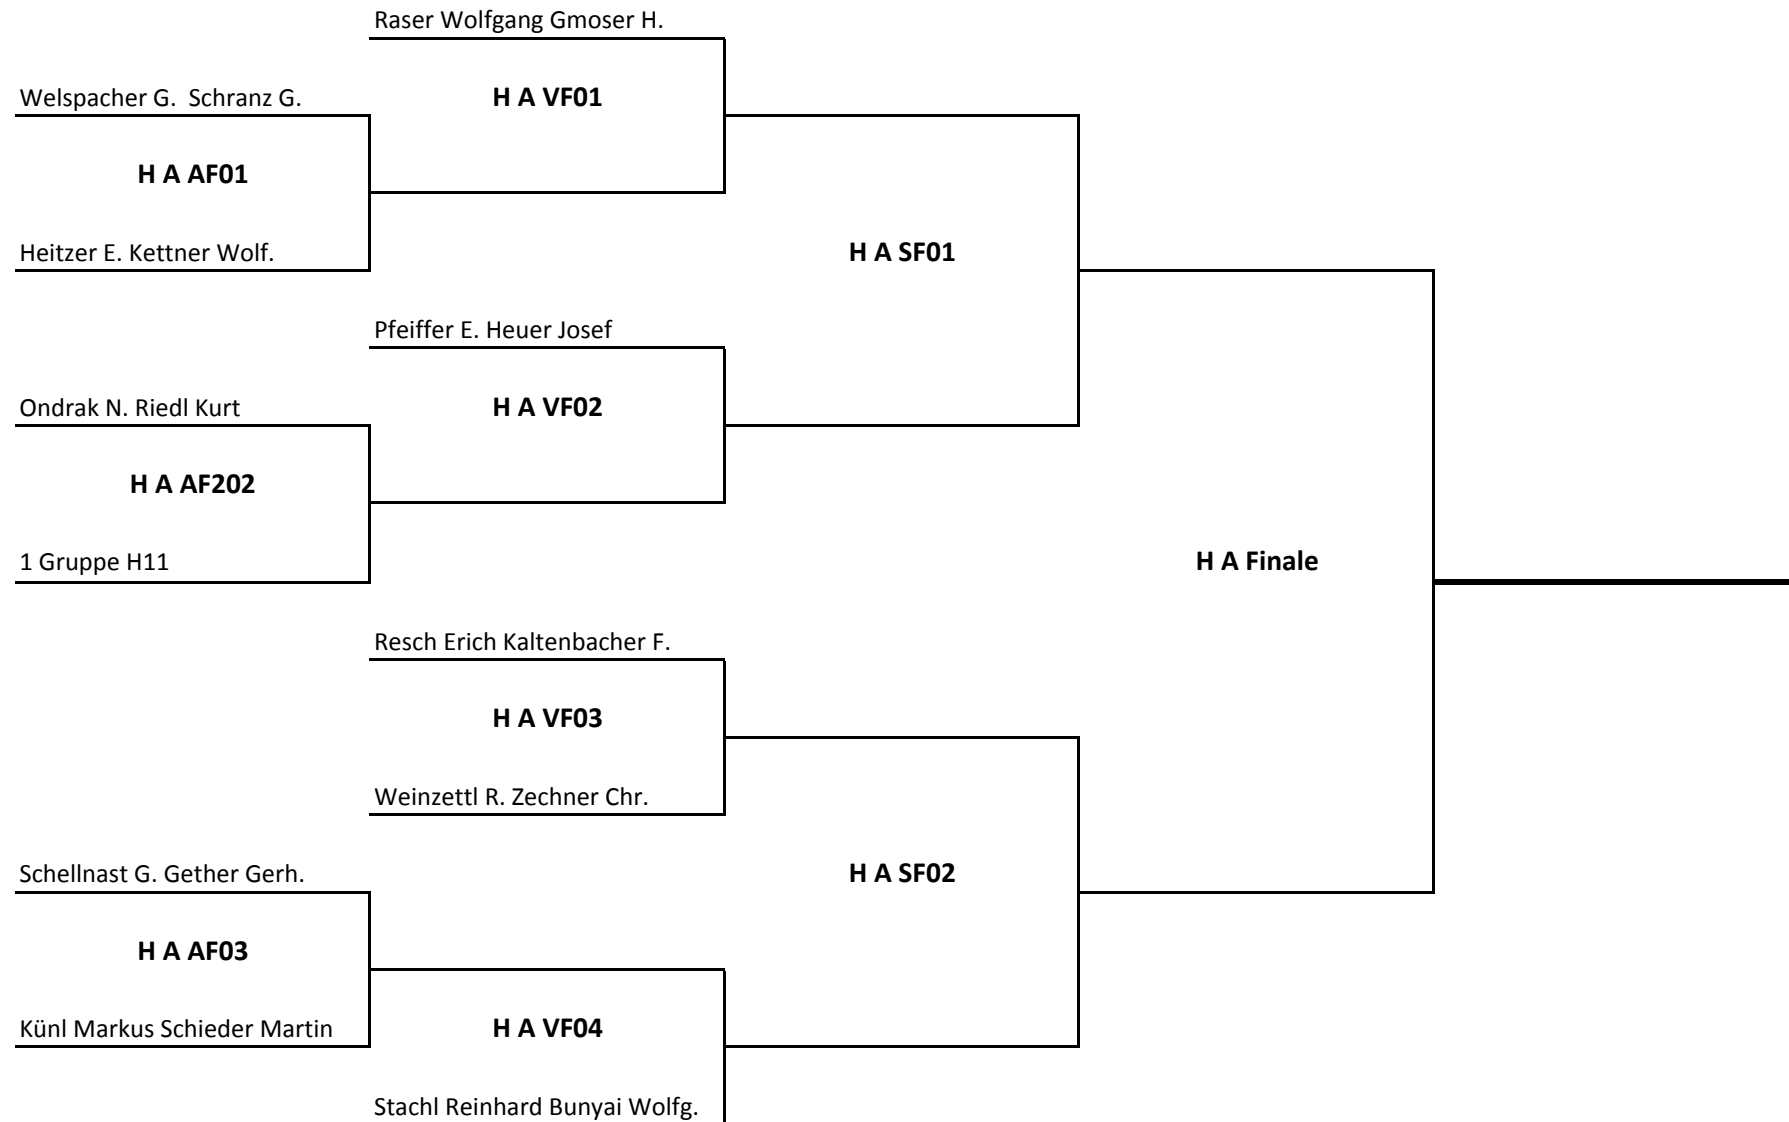 Raser Wolfgang Gmoser H.
Welspacher G.  Schranz G.
H A VF01
H A AF01
Heitzer E. Kettner Wolf.
H A SF01
Pfeiffer E. Heuer Josef
Ondrak N. Riedl Kurt
H A VF02
H A AF202
1 Gruppe H11
H A Finale
Resch Erich Kaltenbacher F.
H A VF03
Weinzettl R. Zechner Chr.
Schellnast G. Gether Gerh.
H A SF02
H A AF03
Künl Markus Schieder Martin
H A VF04
Stachl Reinhard Bunyai Wolfg.